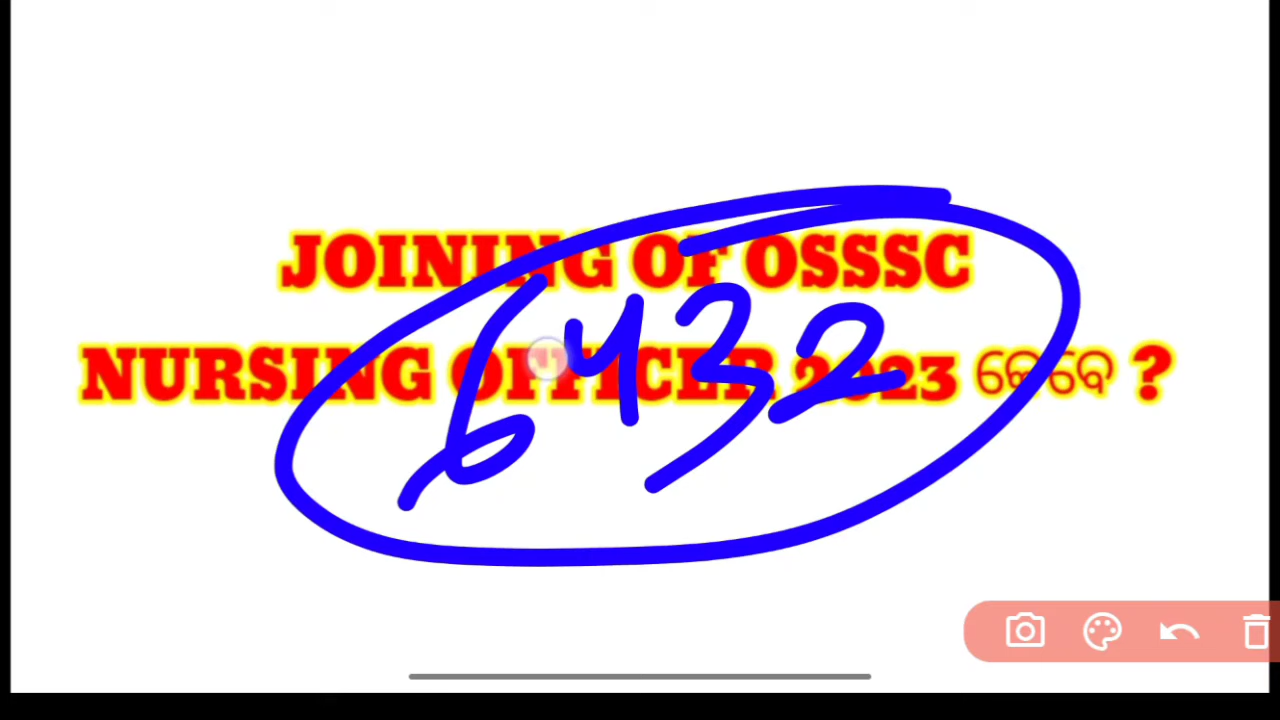 JOINING OF OSSSC
6432
NURSING OFFICER 2023 କେବେ ?